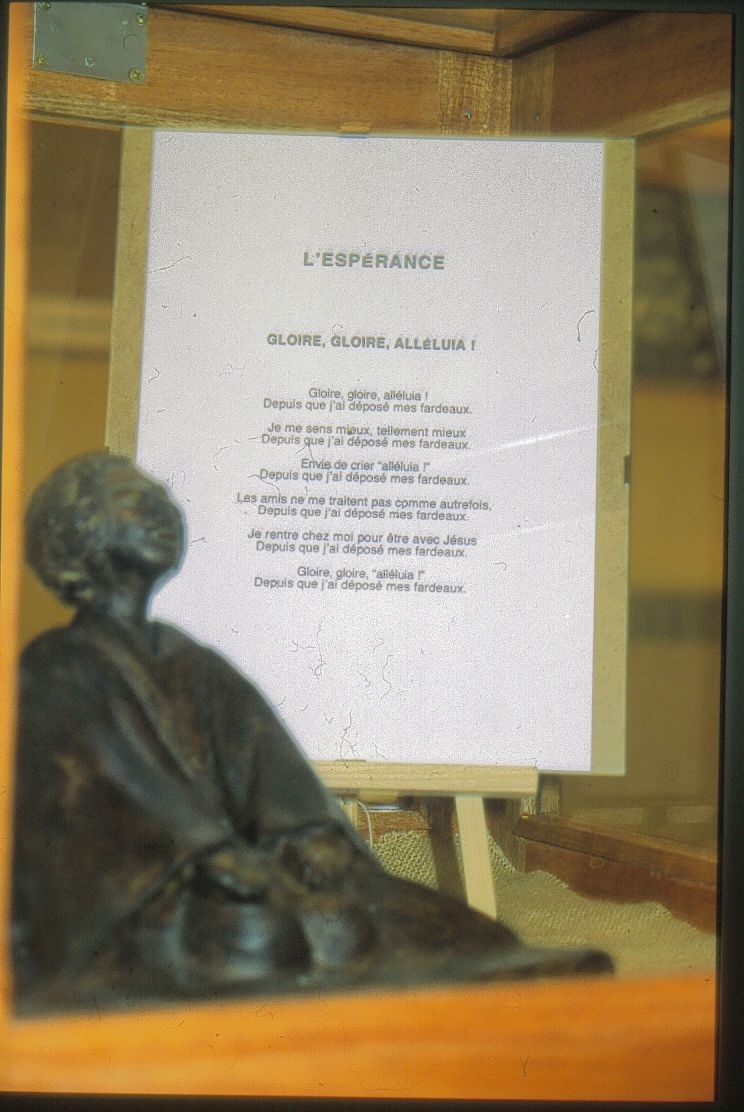 L'ESPÉRANCE
GLOIRE, GLOIRE, ALLÉLUIA !
Gloire, gloire, alléluia !
Depuis que j'ai déposé mes fardeaux.
Je me sens mieux, tellement mieux
Depuis que j'ai déposé mes fardeaux.
Envie de crier "alléluia !"
Depuis que j'ai déposé mes fardeaux.
Les amis ne me traitent pas comme autrefois,
Depuis que j'ai déposé mes fardeaux.
Je rentre chez moi pour être avec Jésus
Depuis que j'ai déposé mes fardeaux.
Gloire, gloire, "alléluia !"
Depuis que j'ai déposé mes fardeaux.